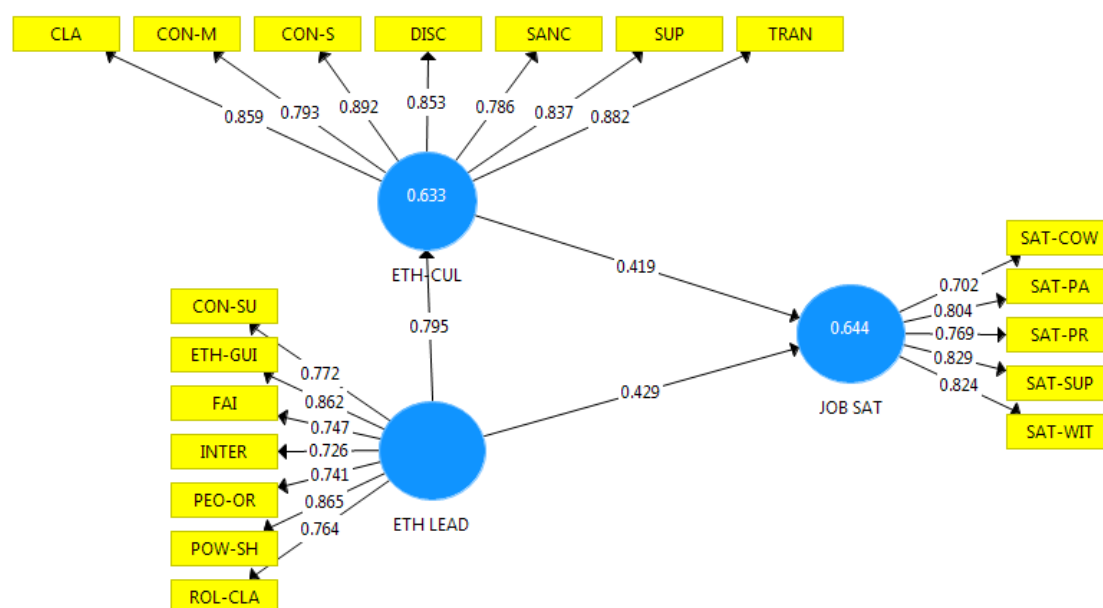 CLA
CON-M
CON-S
DISC
SANC
SUP
TRAN
0.859
0.793
0.892
0.853
0.786
0.837
0.882
0.633
ETH-CUL
0.419
0.795
0.429
CON-SU
ETH-GUI
FAI
INTER
PEO-OR
POW-SH
ROL-CLA
0.772
0.862
0.747
0.726
0.741
0.865
0.764
ETH LEAD
0.644
JOB SAT
0.702
0.804
0.769
0.829
0.824
SAT-COW
SAT-PA
SAT-PR
SAT-SUP
SAT-WIT